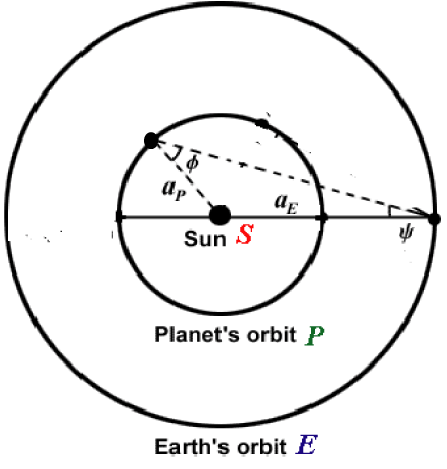 ϕ
a_P
a_E
Sun S
ψ
Planet's orbit P
Earth's orbit E